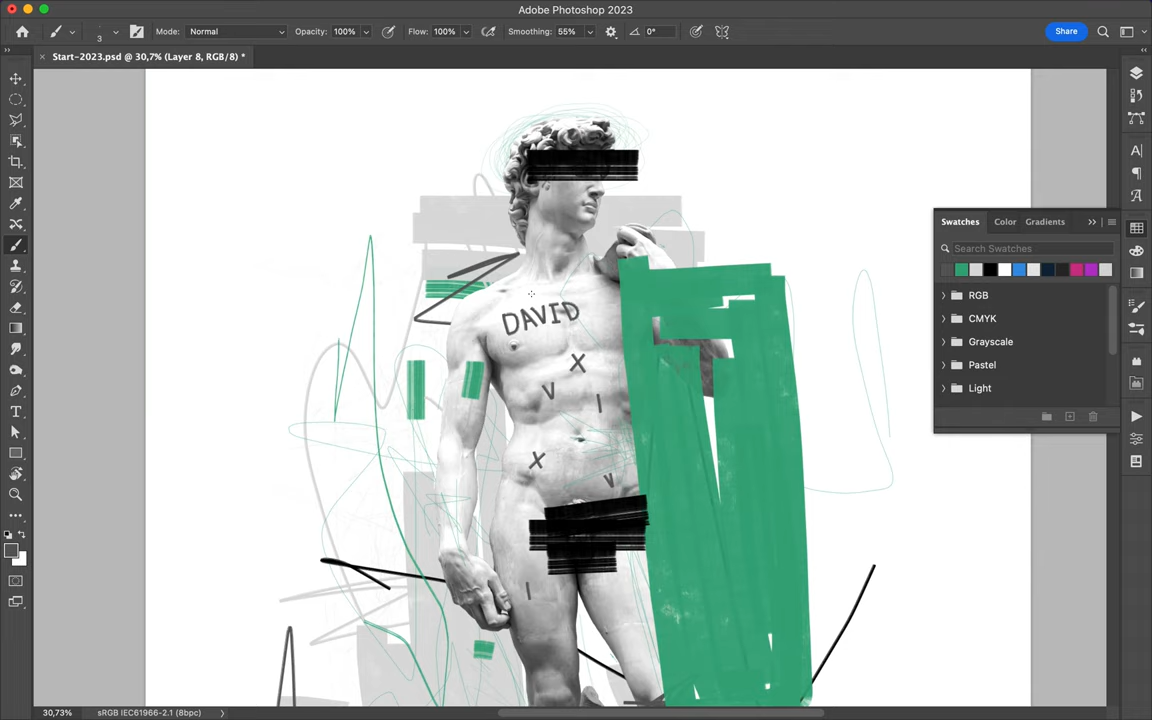 Adobe Photoshop 2023
3
Mode: Normal
Opacity: 100%
Flow: 100%
Smoothing: 55%
0°
Share
Start-2023.psd @ 30,7% (Layer 8, RGB/8) *
Swatches
Color
Gradients
Search Swatches
RGB
CMYK
Grayscale
Pastel
Light
DAVID
X
V
I
X
V
I
30,73%
sRGB IEC61966-2.1 (8bpc)